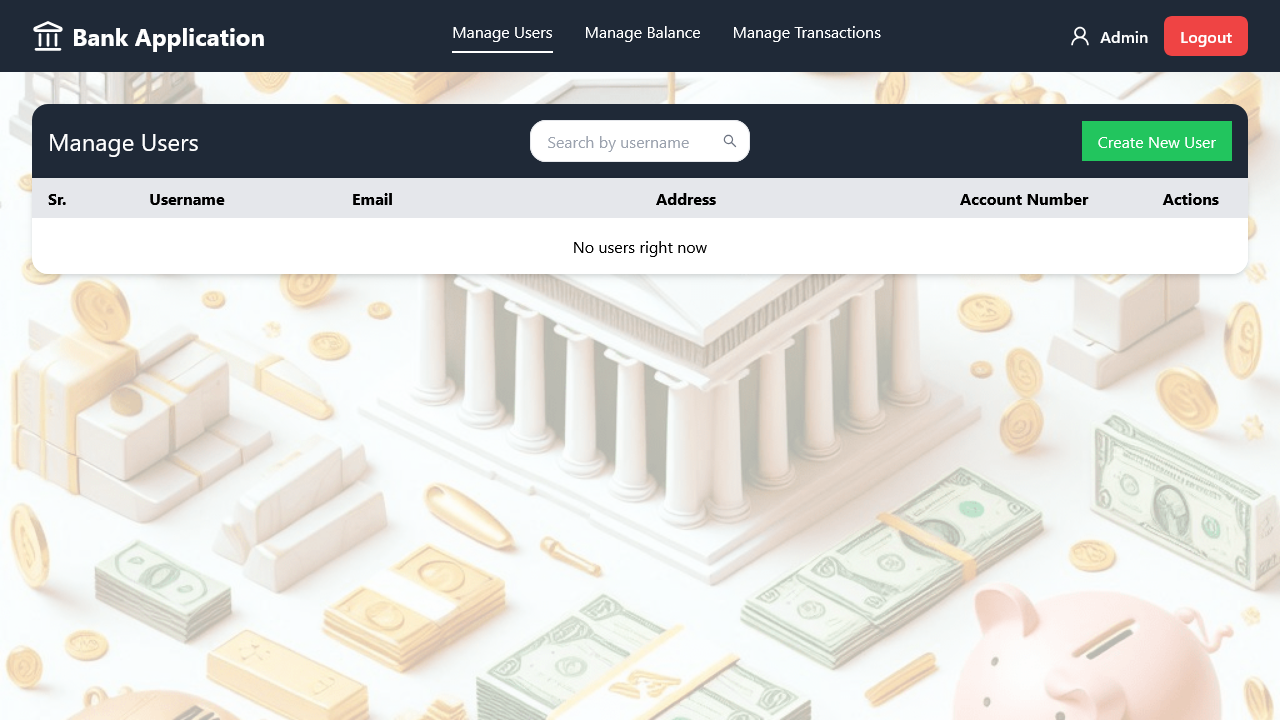 Bank Application
Manage Users
Manage Balance
Manage Transactions
Admin
Logout
Manage Users
Search by username
Create New User
Sr.
Username
Email
Address
Account Number
Actions
No users right now